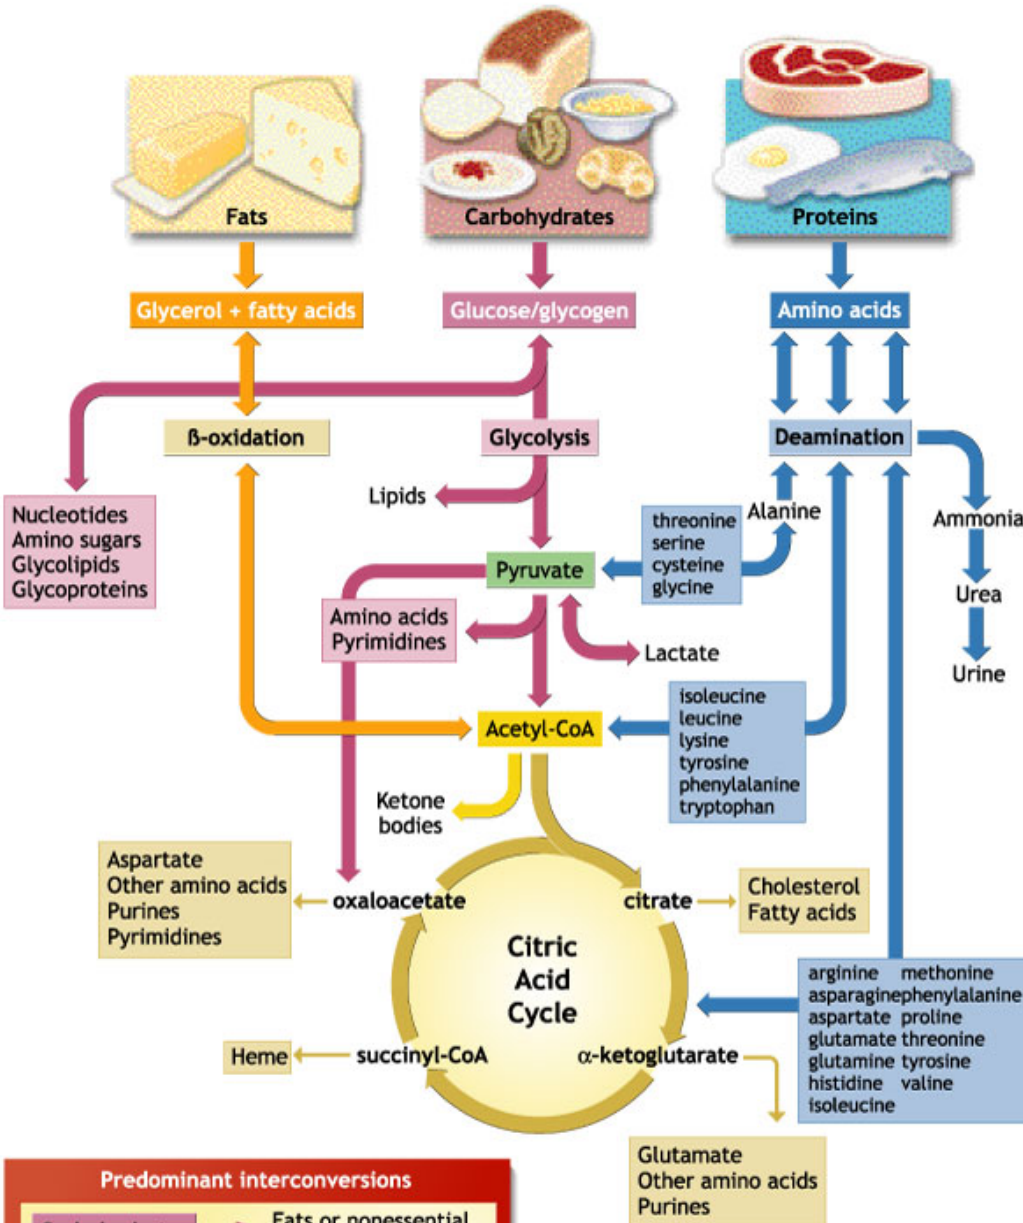 Fats
Carbohydrates
Proteins
Glycerol + fatty acids
Glucose/glycogen
Amino acids
ß-oxidation
Glycolysis
Deamination
Lipids
Nucleotides
Amino sugars
Glycolipids
Glycoproteins
threonine
serine
cysteine
glycine
Alanine
Ammonia
Pyruvate
Urea
Amino acids
Pyrimidines
Lactate
Urine
isoleucine
leucine
lysine
tyrosine
phenylalanine
tryptophan
Acetyl-CoA
Ketone
bodies
Aspartate
Other amino acids
Purines
Pyrimidines
oxaloacetate
citrate
Cholesterol
Fatty acids
Citric
Acid
Cycle
arginine methonine
asparaginephenylalanine
aspartate proline
glutamate threonine
glutamine tyrosine
histidine valine
isoleucine
Heme
succinyl-CoA
α-ketoglutarate
Glutamate
Other amino acids
Purines
Predominant interconversions
Fats or nonessential